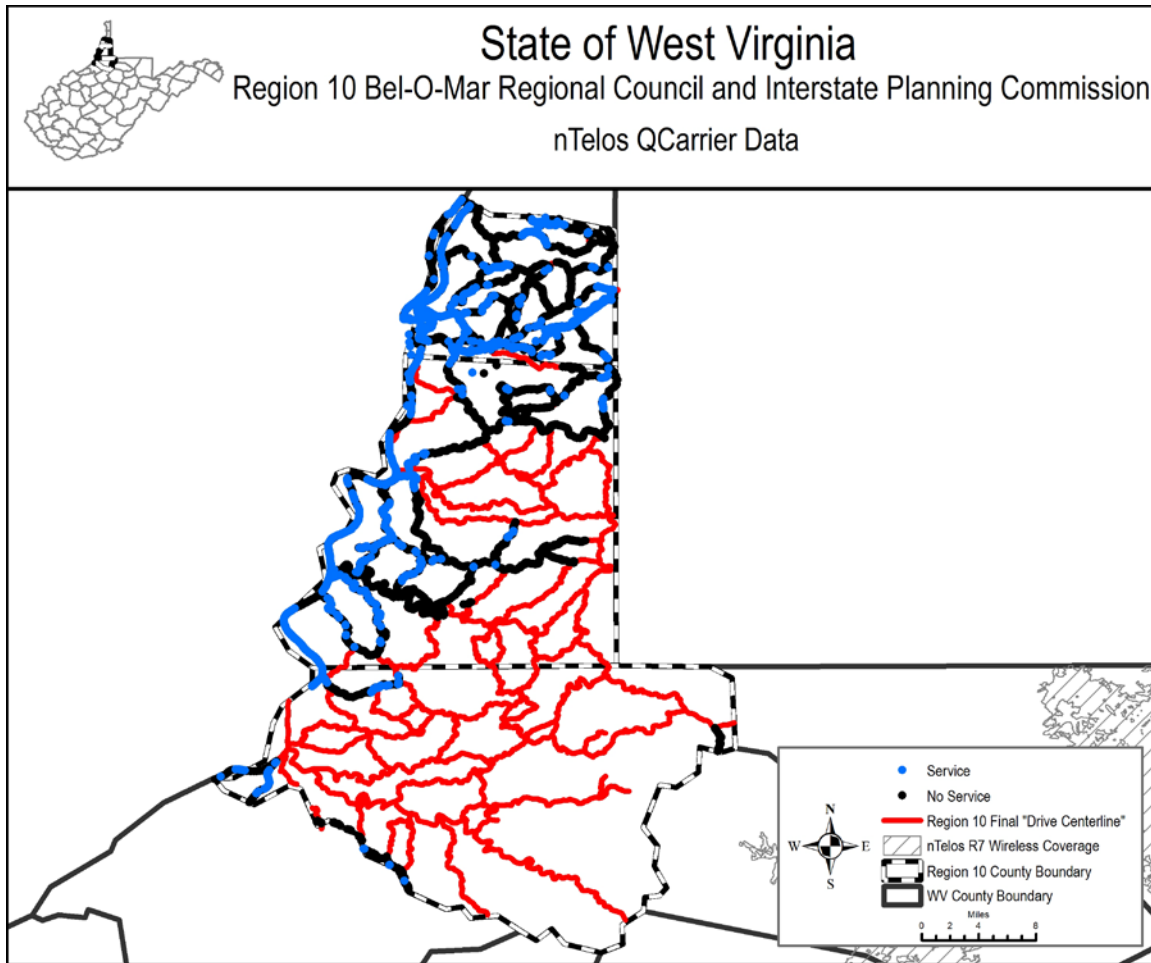 State of West Virginia
Region 10 Bel-O-Mar Regional Council and Interstate Planning Commission
nTelos QCarrier Data
Service
No Service
Region 10 Final "Drive Centerline"
nTelos R7 Wireless Coverage
Region 10 County Boundary
WV County Boundary
N
W E
S
Miles
0 2 4 6